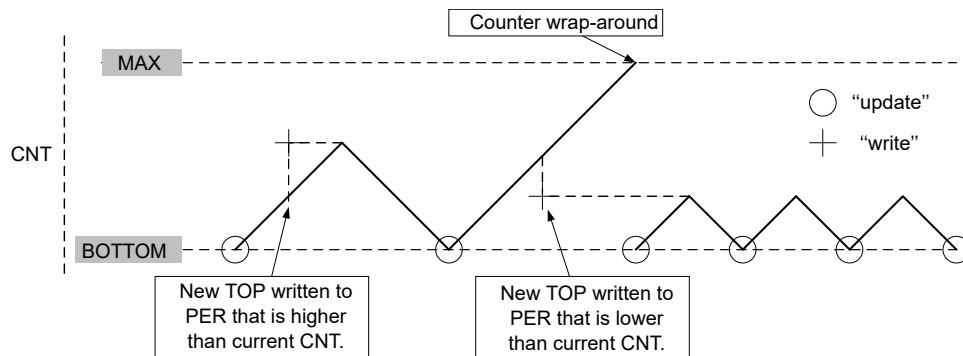 Counter wrap-around
MAX
“update”
“write”
CNT
BOTTOM
New TOP written to
PER that is higher
than current CNT.
New TOP written to
PER that is lower
than current CNT.